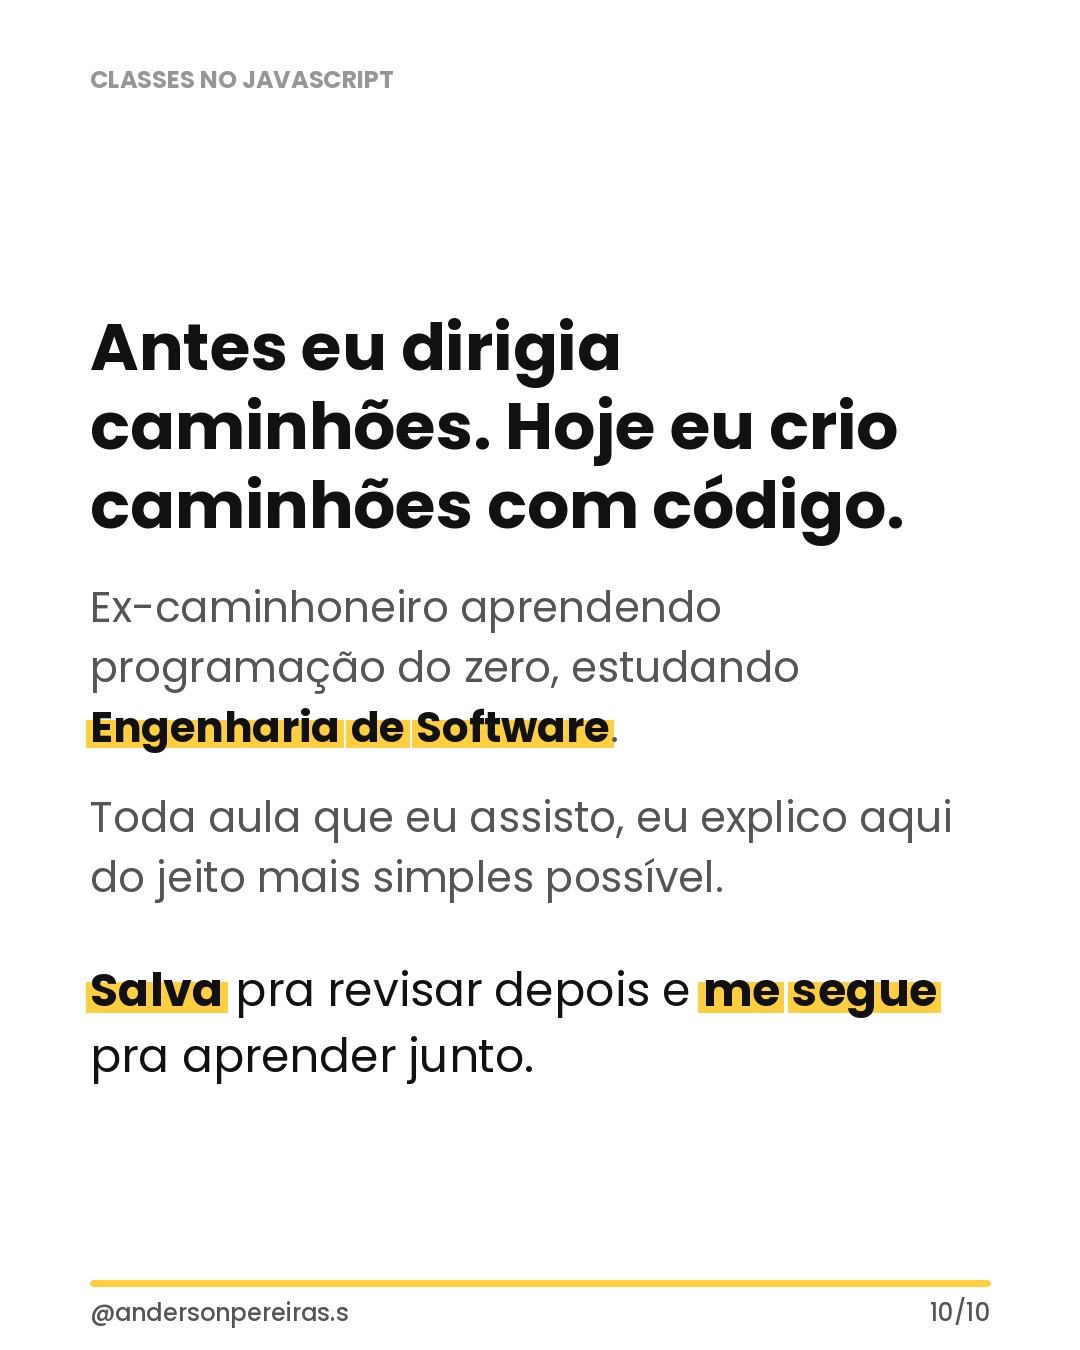 CLASSES NO JAVASCRIPT
Antes eu dirigia
caminhões. Hoje eu crio
caminhões com código.
Ex-caminhoneiro aprendendo
programação do zero, estudando
Engenharia de Software.
Toda aula que eu assisto, eu explico aqui
do jeito mais simples possível.
Salva pra revisar depois e me segue
pra aprender junto.
@andersonpereiras.s
10/10